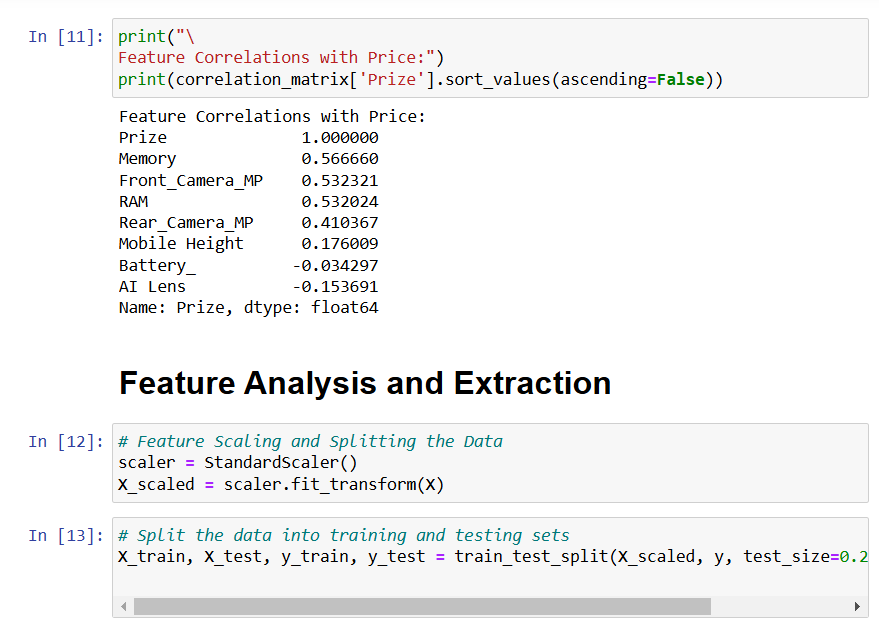 In [11]: print("\
Feature Correlations with Price:")
print(correlation_matrix['Prize'].sort_values(ascending=False))
Feature Correlations with Price:
Prize              1.000000
Memory             0.566660
Front_Camera_MP    0.532321
RAM                0.532024
Rear_Camera_MP     0.410367
Mobile Height      0.176009
Battery_          -0.034297
AI Lens           -0.153691
Name: Prize, dtype: float64
Feature Analysis and Extraction
In [12]: # Feature Scaling and Splitting the Data
scaler = StandardScaler()
X_scaled = scaler.fit_transform(X)
In [13]: # Split the data into training and testing sets
X_train, X_test, y_train, y_test = train_test_split(X_scaled, y, test_size=0.2